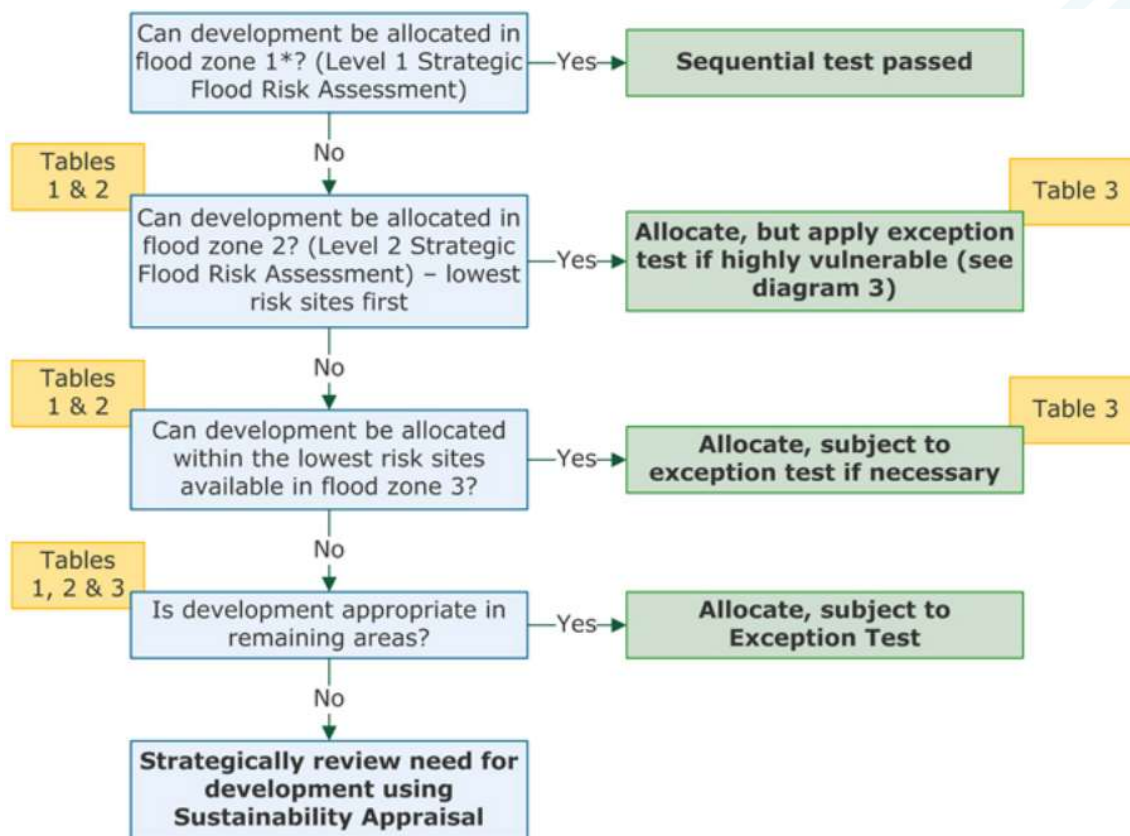 Can development be allocated in
flood zone 1*? (Level 1 Strategic
Flood Risk Assessment)
Yes
Sequential test passed
No
Tables
1 & 2
Table 3
Can development be allocated in
flood zone 2? (Level 2 Strategic
Flood Risk Assessment) – lowest
risk sites first
Yes
Allocate, but apply exception
test if highly vulnerable (see
diagram 3)
No
Tables
1 & 2
Table 3
Can development be allocated
within the lowest risk sites
available in flood zone 3?
Yes
Allocate, subject to
exception test if necessary
No
Tables
1, 2 & 3
Is development appropriate in
remaining areas?
Yes
Allocate, subject to
Exception Test
No
Strategically review need for
development using
Sustainability Appraisal